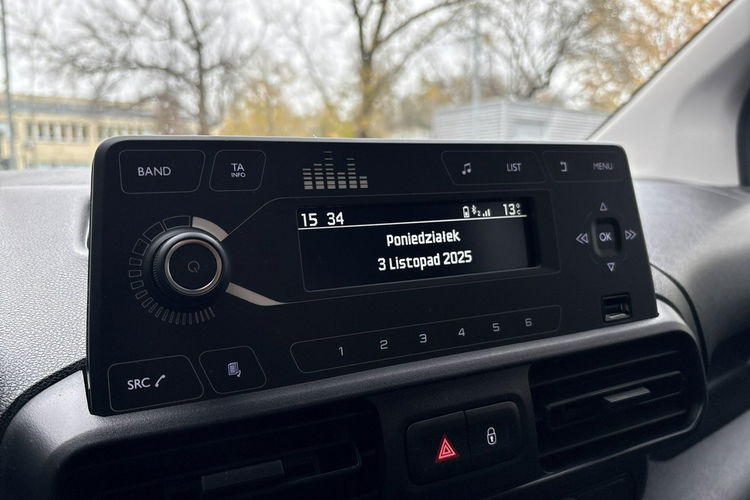 BAND
TA
INFO
LIST
MENU
15 34
2
13°C
Poniedziałek
3 Listopad 2025
OK
1 2 3 4 5 6
SRC